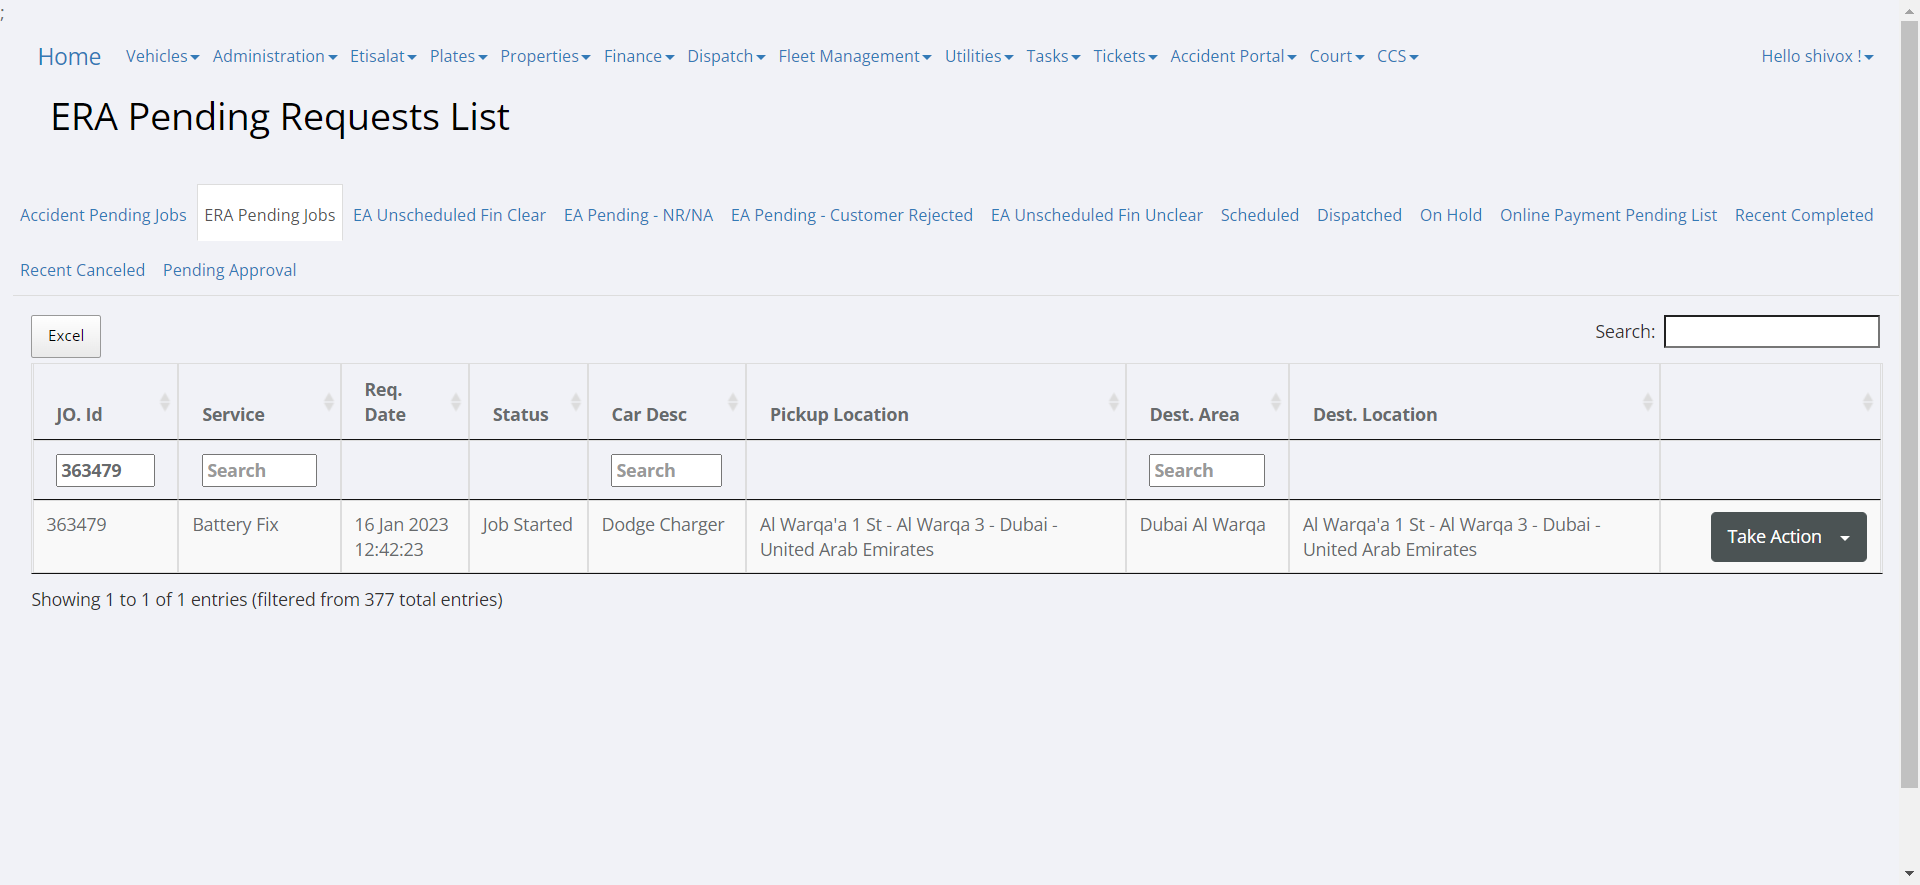 ;
Home Vehicles Administration Etisalat Plates Properties Finance Dispatch Fleet Management Utilities Tasks Tickets Accident Portal Court CCS Hello shivox !
ERA Pending Requests List
Accident Pending Jobs ERA Pending Jobs EA Unscheduled Fin Clear EA Pending - NR/NA EA Pending - Customer Rejected EA Unscheduled Fin Unclear Scheduled Dispatched On Hold Online Payment Pending List Recent Completed
Recent Canceled Pending Approval
Excel Search:
JO. Id Service Req. Date Status Car Desc Pickup Location Dest. Area Dest. Location
363479 Search Search Search
363479 Battery Fix 16 Jan 2023 Job Started Dodge Charger Al Warqa'a 1 St - Al Warqa 3 - Dubai - Dubai Al Warqa Al Warqa'a 1 St - Al Warqa 3 - Dubai - Take Action
12:42:23 United Arab Emirates United Arab Emirates
Showing 1 to 1 of 1 entries (filtered from 377 total entries)